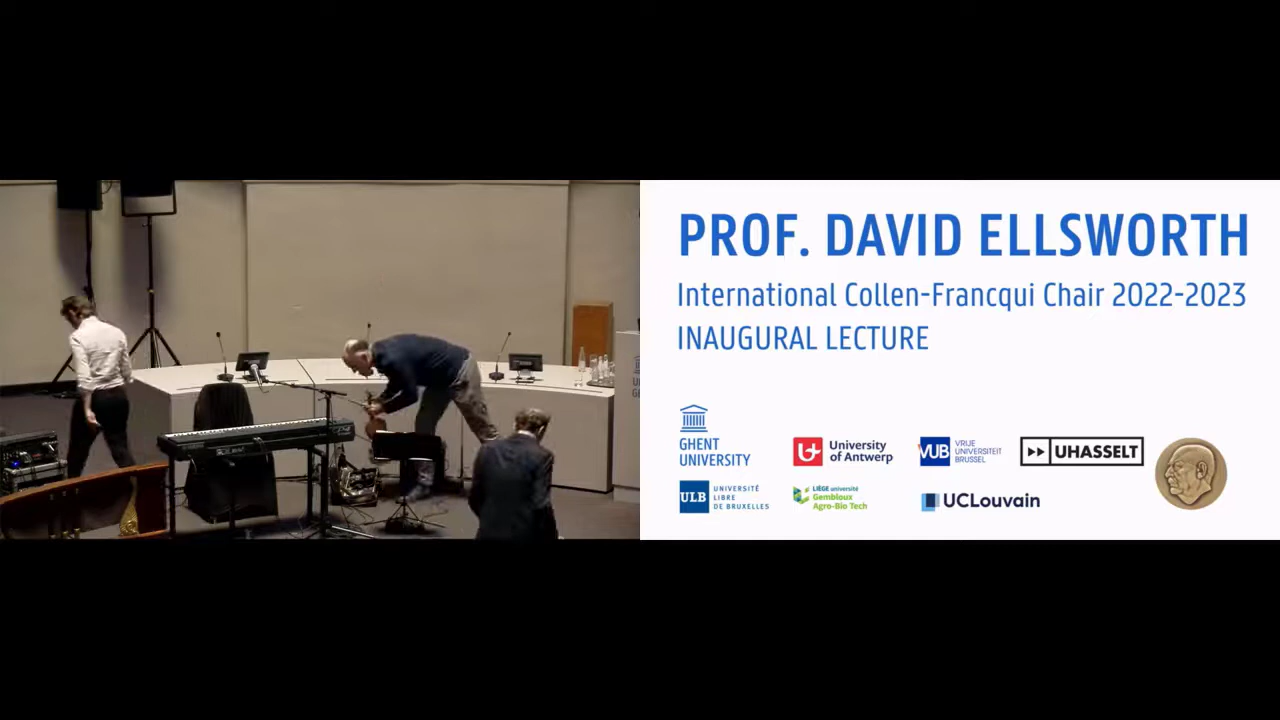 PROF. DAVID ELLSWORTH
International Collen-Francqui Chair 2022-2023
INAUGURAL LECTURE
GHENT
UNIVERSITY
University
of Antwerp
VUB
VRIJE
UNIVERSITEIT
BRUSSEL
UHASSELT
ULB
UNIVERSITÉ
LIBRE
DE BRUXELLES
LIÈGE université
Gembloux
Agro-Bio Tech
UCLouvain